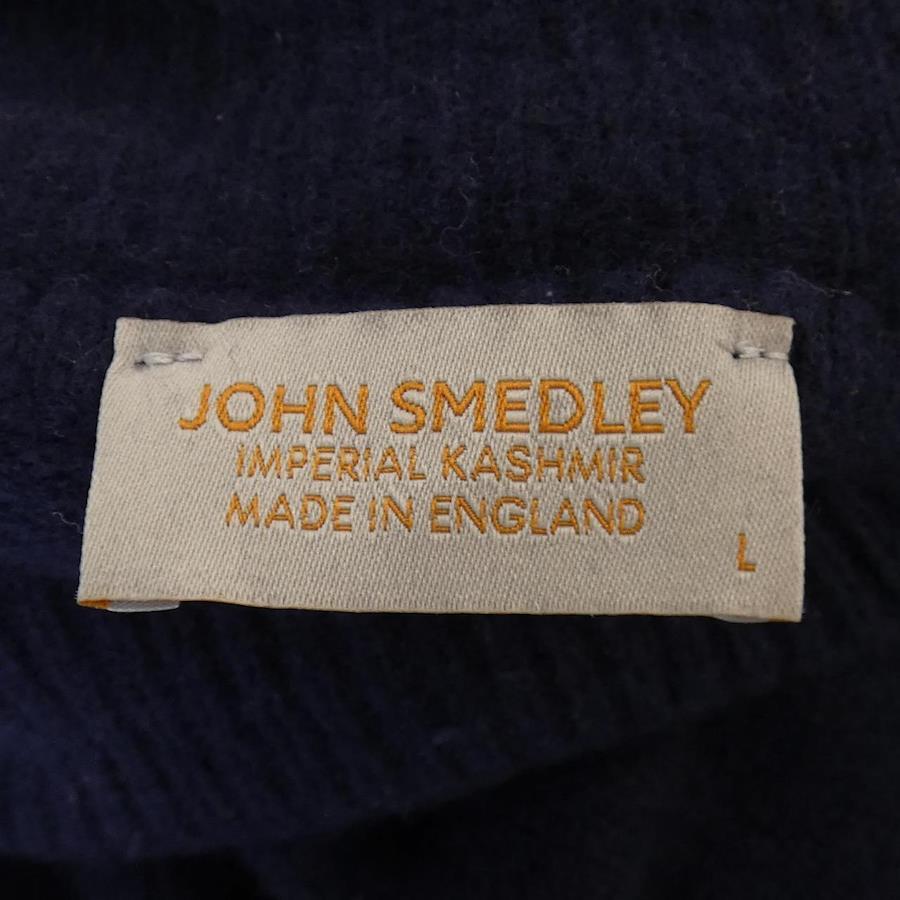 JOHN SMEDLEY
IMPERIAL KASHMIR
MADE IN ENGLAND
L